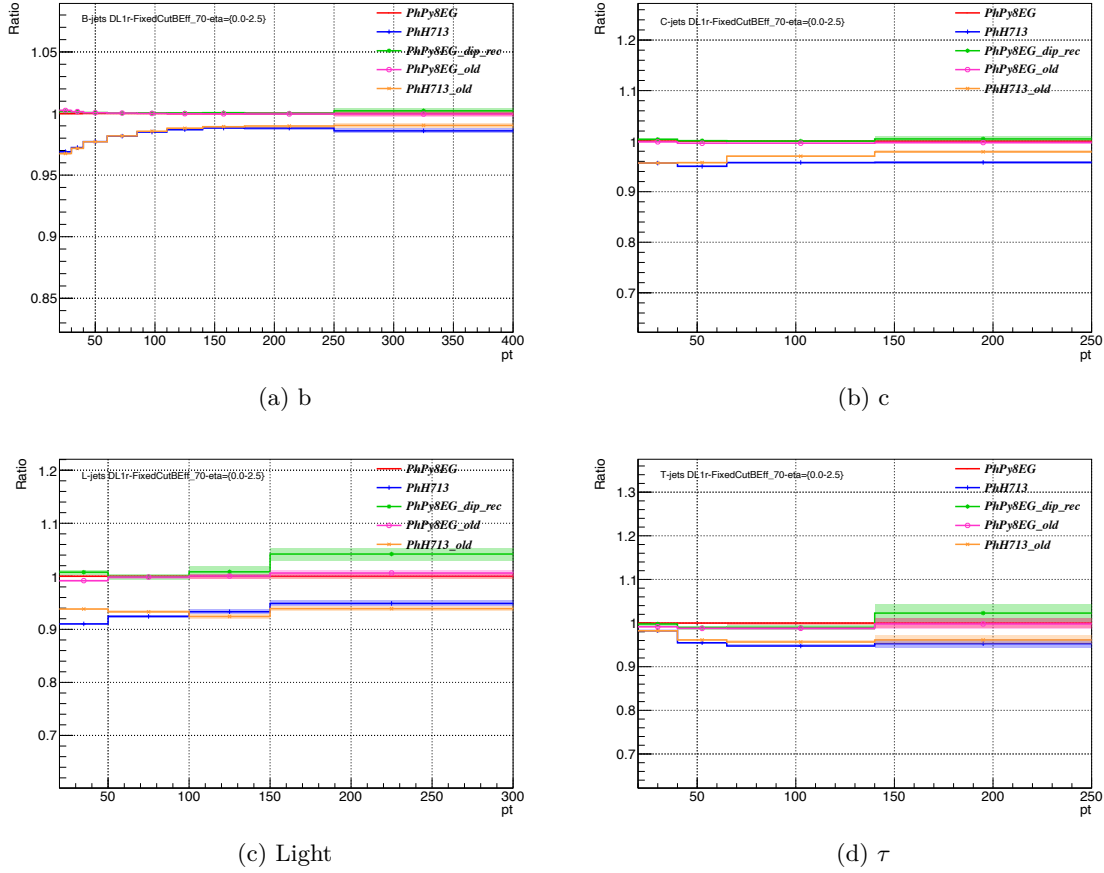 Ratio
B-jets DL1r-FixedCutBEff_70-eta={0.0-2.5}
PhPy8EG
PhH713
PhPy8EG_dip_rec
PhPy8EG_old
PhH713_old
1.05
1
0.95
0.9
0.85
50 100 150 200 250 300 350 400
pt
(a) b
Ratio
C-jets DL1r-FixedCutBEff_70-eta={0.0-2.5}
PhPy8EG
PhH713
PhPy8EG_dip_rec
PhPy8EG_old
PhH713_old
1.2
1.1
1
0.9
0.8
0.7
50 100 150 200 250
pt
(b) c
Ratio
L-jets DL1r-FixedCutBEff_70-eta={0.0-2.5}
PhPy8EG
PhH713
PhPy8EG_dip_rec
PhPy8EG_old
PhH713_old
1.2
1.1
1
0.9
0.8
0.7
50 100 150 200 250 300
pt
(c) Light
Ratio
T-jets DL1r-FixedCutBEff_70-eta={0.0-2.5}
PhPy8EG
PhH713
PhPy8EG_dip_rec
PhPy8EG_old
PhH713_old
1.3
1.2
1.1
1
0.9
0.8
0.7
50 100 150 200 250
pt
(d) τ